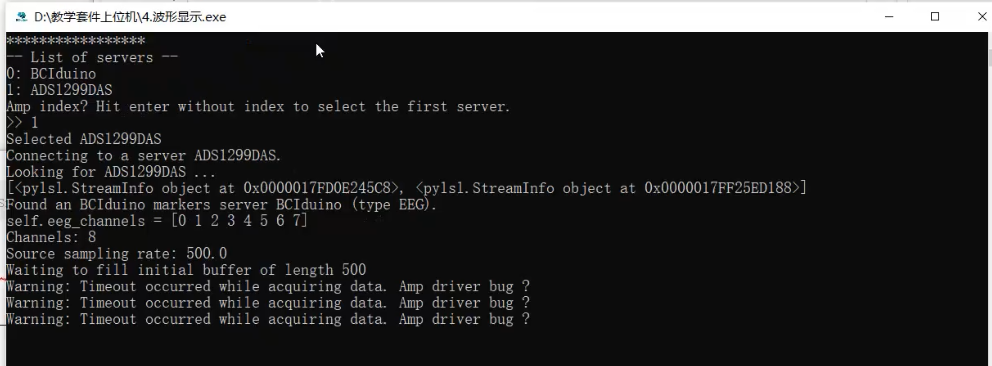 D:\教学套件上位机\4.波形显示.exe
*****************
-- List of servers --
0: BCIduino
1: ADS1299DAS
Amp index? Hit enter without index to select the first server.
>> 1
Selected ADS1299DAS
Connecting to a server ADS1299DAS.
Looking for ADS1299DAS ...
[<pylsl.StreamInfo object at 0x0000017FD0E245C8>, <pylsl.StreamInfo object at 0x0000017FF25ED188>]
Found an BCIduino markers server BCIduino (type EEG).
self.eeg_channels = [0 1 2 3 4 5 6 7]
Channels: 8
Source sampling rate: 500.0
Waiting to fill initial buffer of length 500
Warning: Timeout occurred while acquiring data. Amp driver bug ?
Warning: Timeout occurred while acquiring data. Amp driver bug ?
Warning: Timeout occurred while acquiring data. Amp driver bug ?